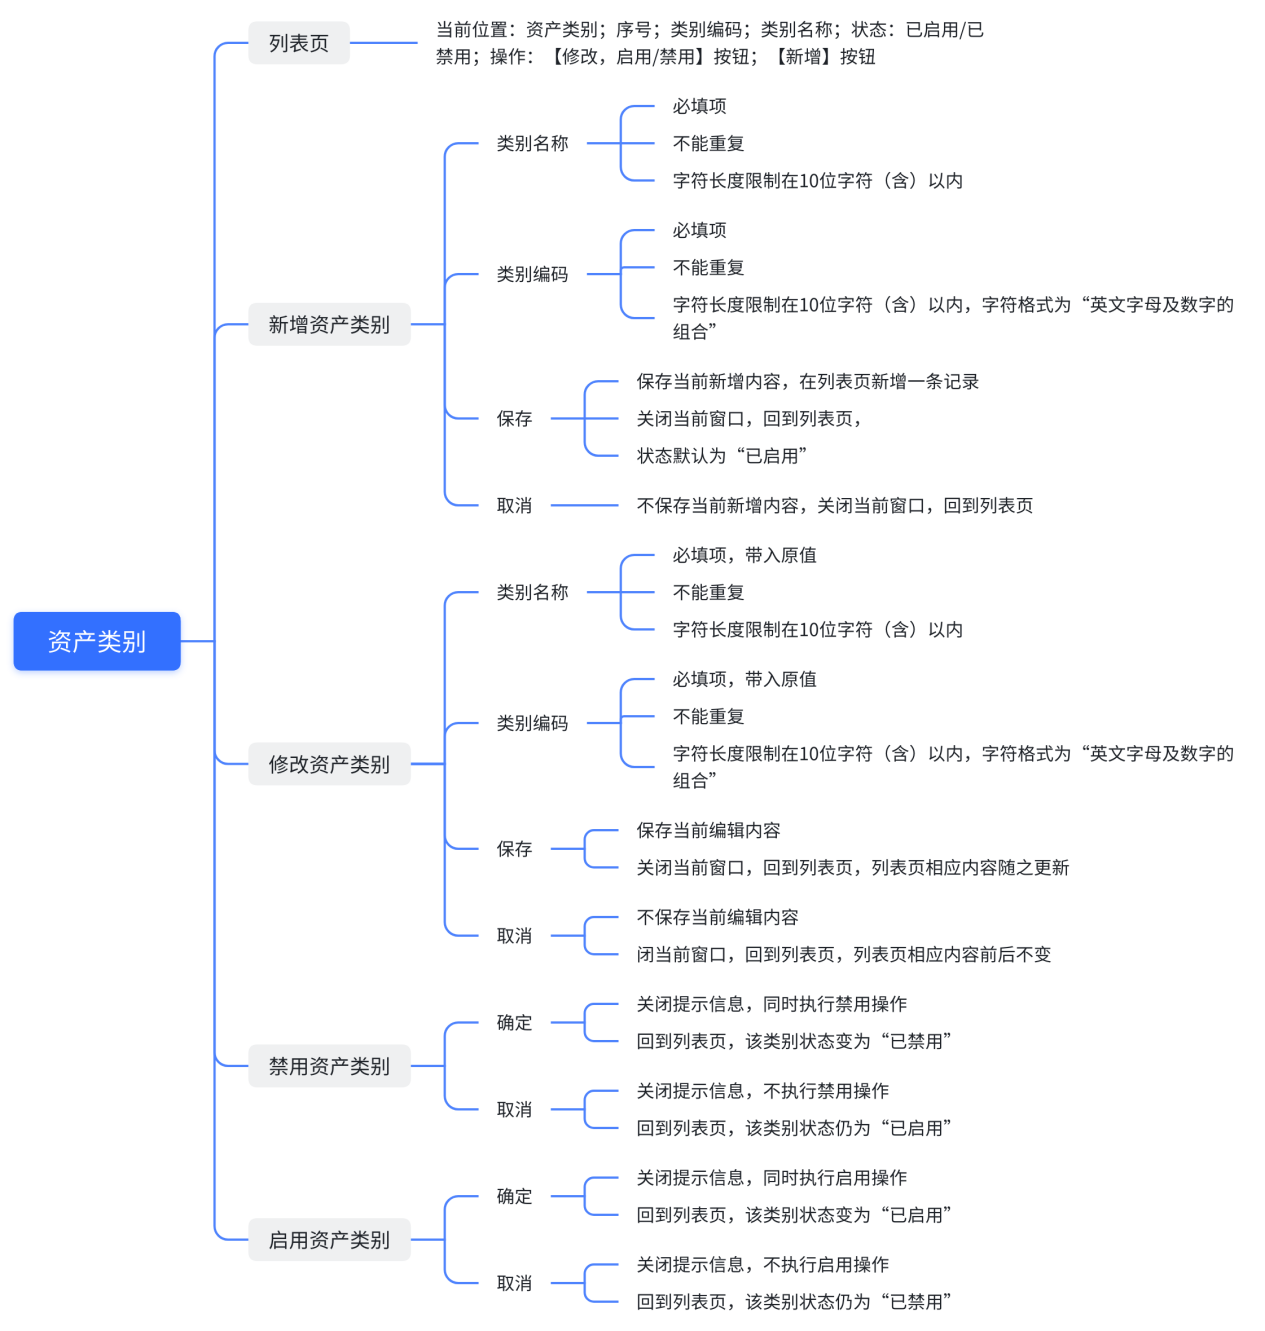 列表页
当前位置：资产类别；序号；类别编码；类别名称；状态：已启用/已
禁用；操作：【修改，启用/禁用】按钮；【新增】按钮
新增资产类别
类别名称
必填项
不能重复
字符长度限制在10位字符（含）以内
类别编码
必填项
不能重复
字符长度限制在10位字符（含）以内，字符格式为“英文字母及数字的
组合”
保存
保存当前新增内容，在列表页新增一条记录
关闭当前窗口，回到列表页，
状态默认为“已启用”
取消
不保存当前新增内容，关闭当前窗口，回到列表页
资产类别
修改资产类别
类别名称
必填项，带入原值
不能重复
字符长度限制在10位字符（含）以内
类别编码
必填项，带入原值
不能重复
字符长度限制在10位字符（含）以内，字符格式为“英文字母及数字的
组合”
保存
保存当前编辑内容
关闭当前窗口，回到列表页，列表页相应内容随之更新
取消
不保存当前编辑内容
闭当前窗口，回到列表页，列表页相应内容前后不变
禁用资产类别
确定
关闭提示信息，同时执行禁用操作
回到列表页，该类别状态变为“已禁用”
取消
关闭提示信息，不执行禁用操作
回到列表页，该类别状态仍为“已启用”
启用资产类别
确定
关闭提示信息，同时执行启用操作
回到列表页，该类别状态变为“已启用”
取消
关闭提示信息，不执行启用操作
回到列表页，该类别状态仍为“已禁用”